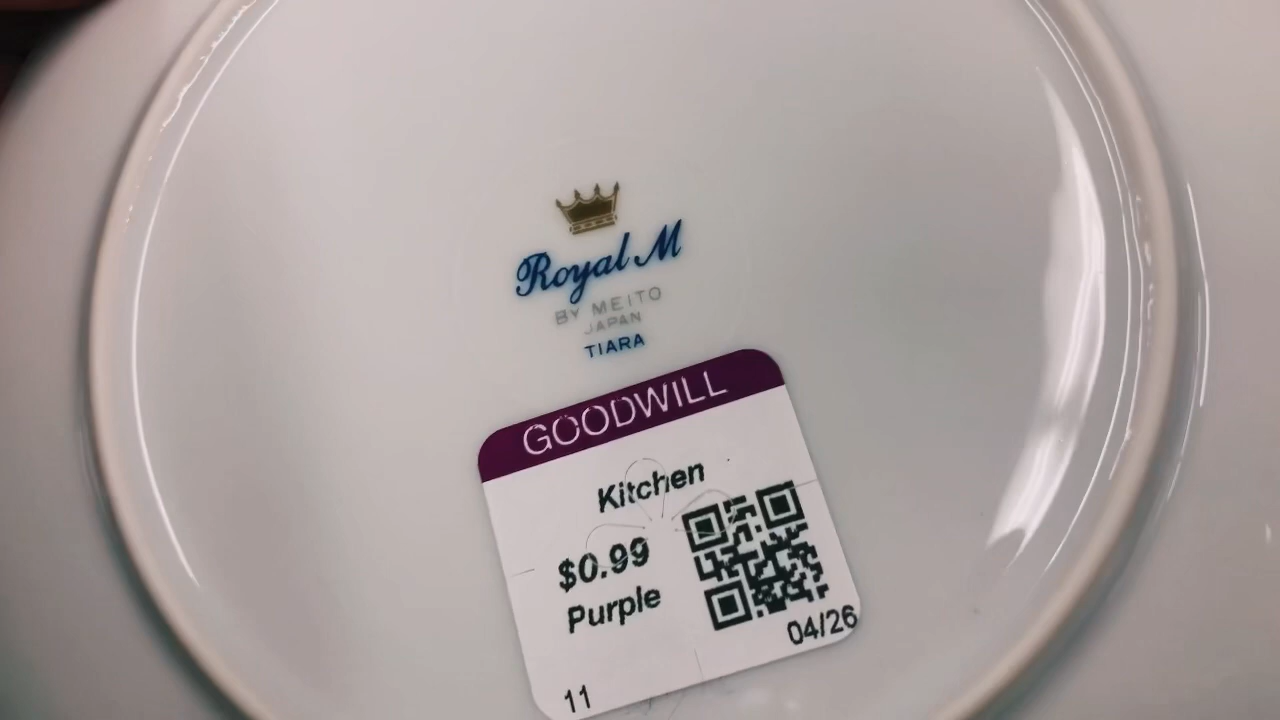 Royal M
BY MEITO
JAPAN
TIARA
GOODWILL
Kitchen
$0.99
Purple
04/26
11